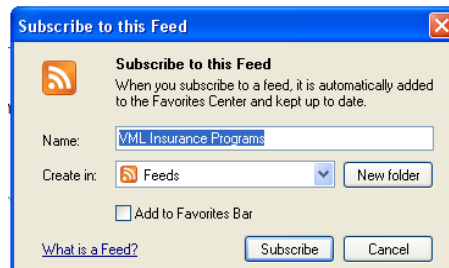 Subscribe to this Feed
Subscribe to this Feed
When you subscribe to a feed, it is automatically added
to the Favorites Center and kept up to date.
Name: VML Insurance Programs
Create in: Feeds New folder
Add to Favorites Bar
What is a Feed? Subscribe Cancel